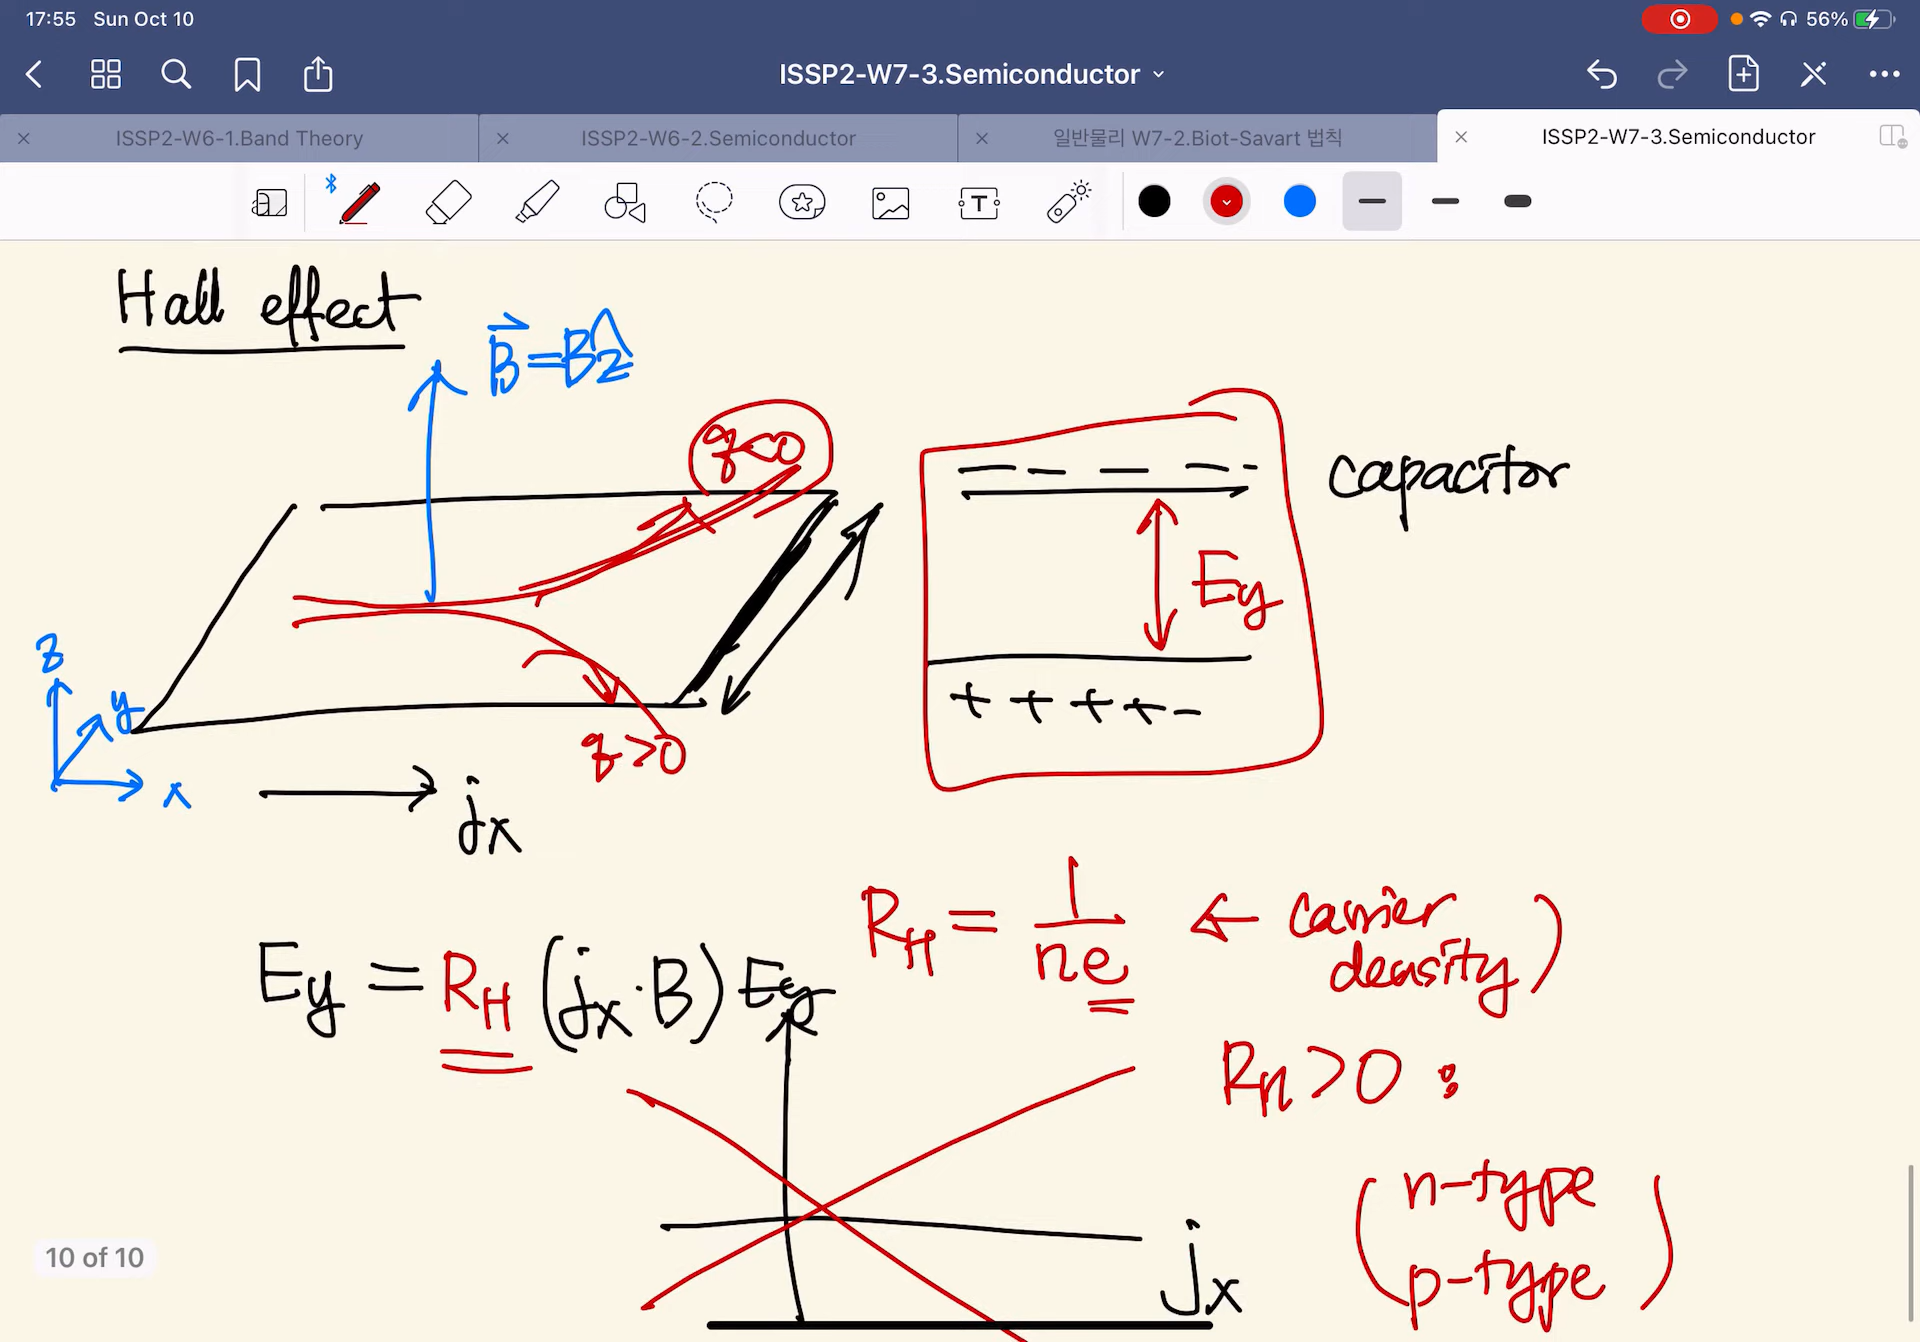 17:55 Sun Oct 10
56%
ISSP2-W7-3.Semiconductor
ISSP2-W6-1.Band Theory
ISSP2-W6-2.Semiconductor
일반물리 W7-2.Biot-Savart 법칙
ISSP2-W7-3.Semiconductor
T
Hall effect
B⃗ = Bẑ
q<0
capacitor
Ey
+ + + + -
z
y
x
q>0
jx
RH = 1/ne ← carrier density)
Ey = RH (jx·B)
Ey
RH >0 :
jx
(n-type
p-type)
10 of 10